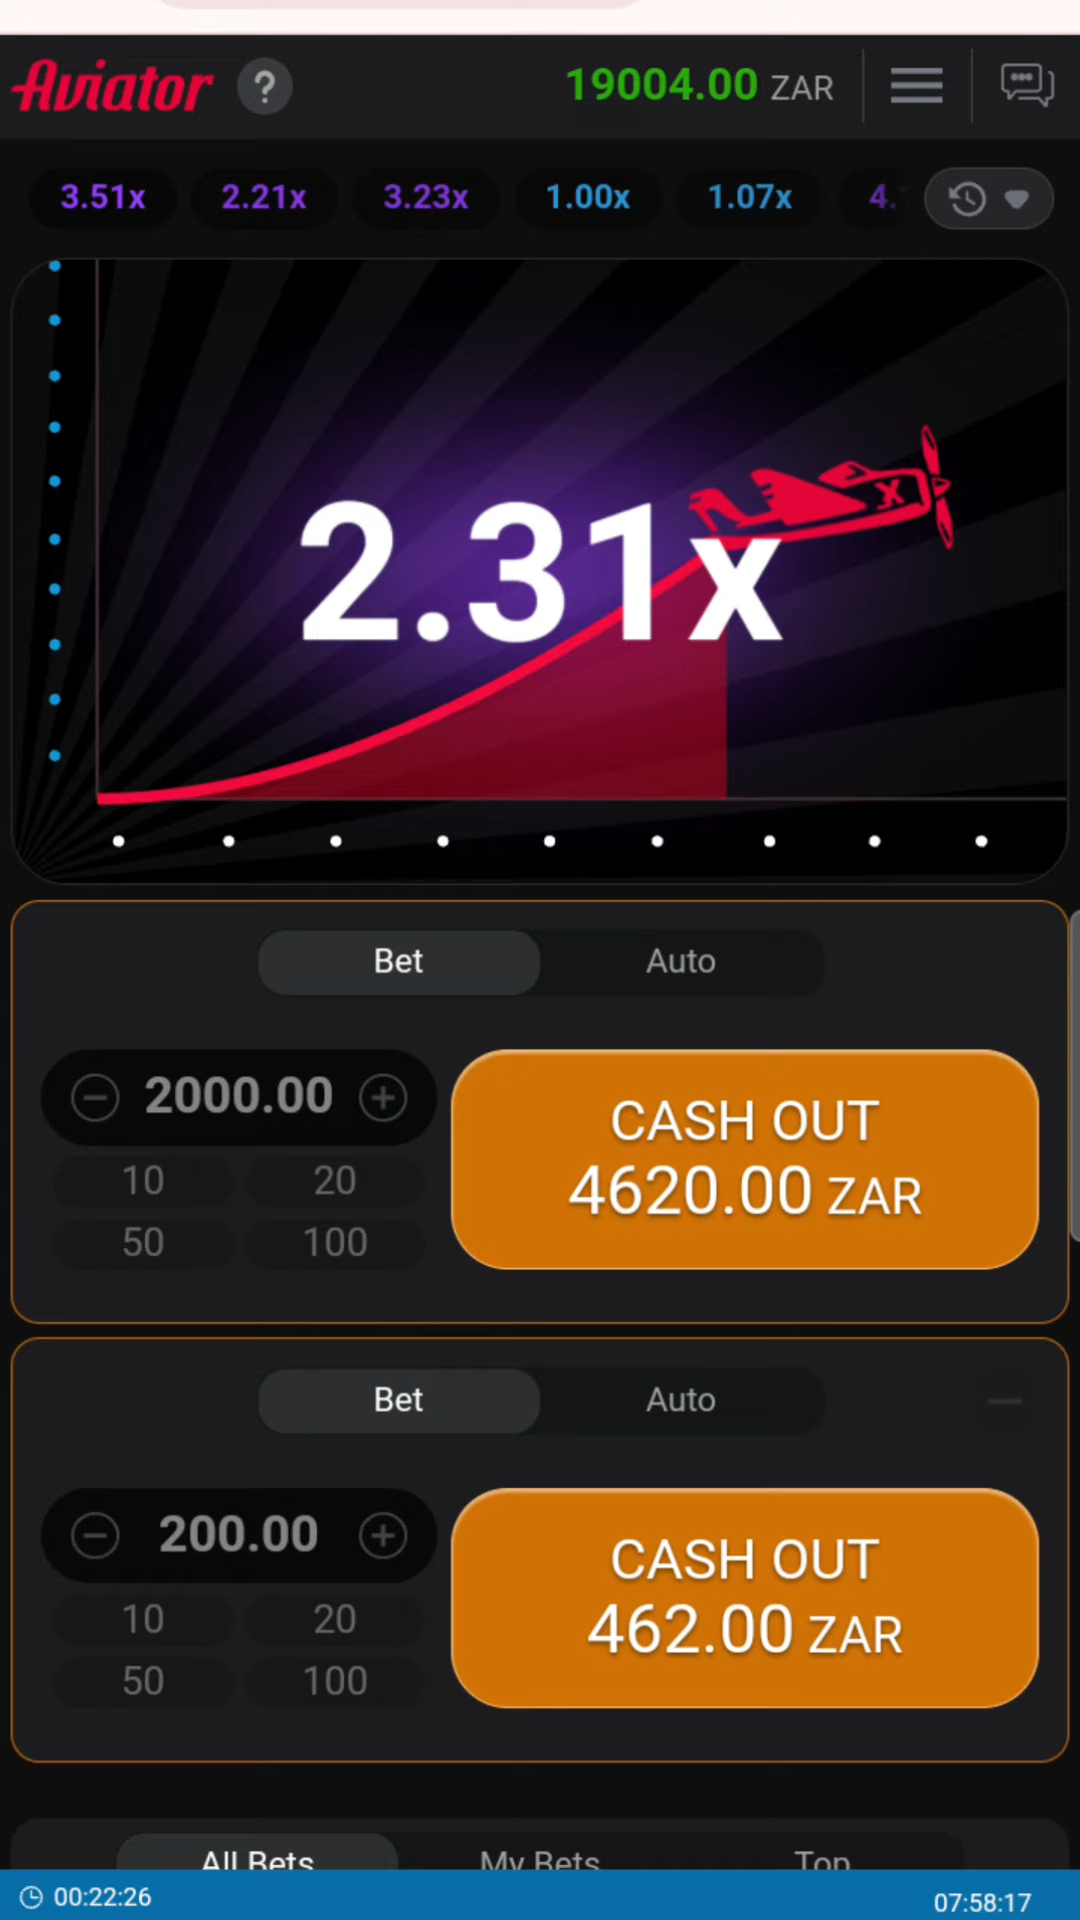 Aviator ? 19004.00 ZAR
3.51x 2.21x 3.23x 1.00x 1.07x 4.
2.31x
X
Bet Auto
2000.00
CASH OUT
4620.00 ZAR
10 20
50 100
Bet Auto
200.00
CASH OUT
462.00 ZAR
10 20
50 100
All Bets My Bets Top
00:22:26 07:58:17